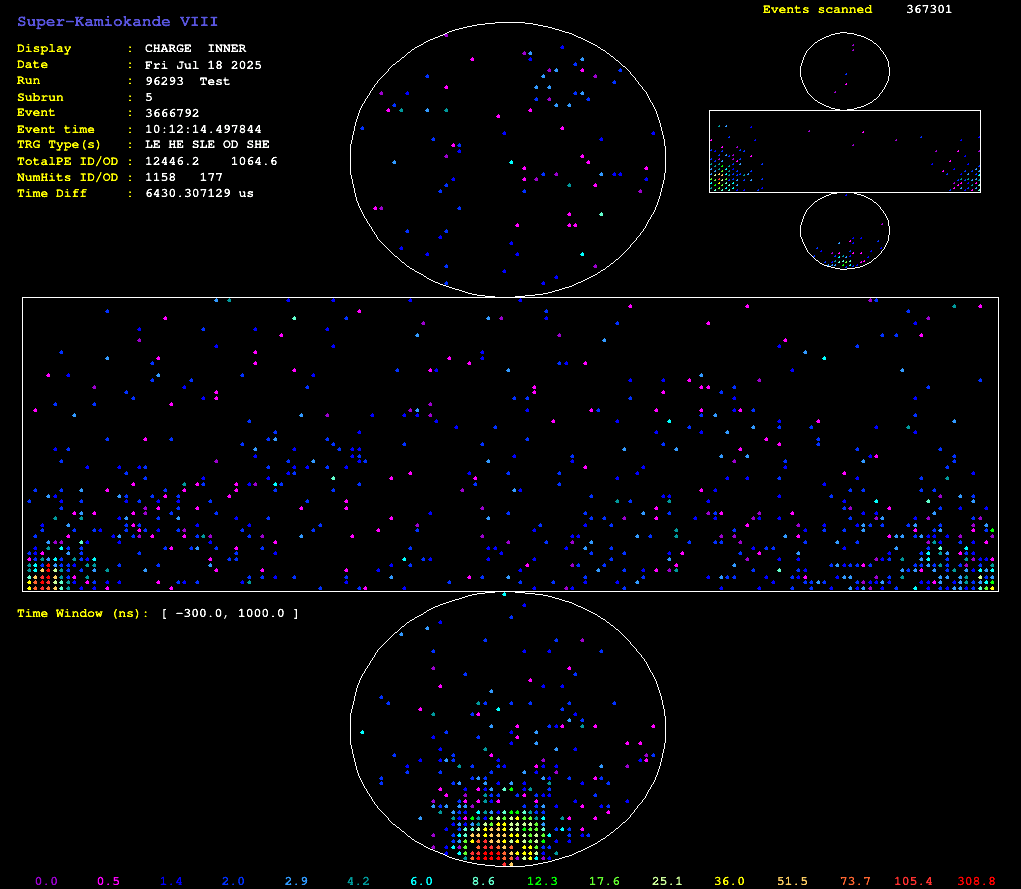 Super-Kamiokande VIII
Events scanned 367301
Display : CHARGE INNER
Date : Fri Jul 18 2025
Run : 96293 Test
Subrun : 5
Event : 3666792
Event time : 10:12:14.497844
TRG Type(s) : LE HE SLE OD SHE
TotalPE ID/OD : 12446.2 1064.6
NumHits ID/OD : 1158 177
Time Diff : 6430.307129 us
Time Window (ns): [ -300.0, 1000.0 ]
0.0 0.5 1.4 2.0 2.9 4.2 6.0 8.6 12.3 17.6 25.1 36.0 51.5 73.7 105.4 308.8